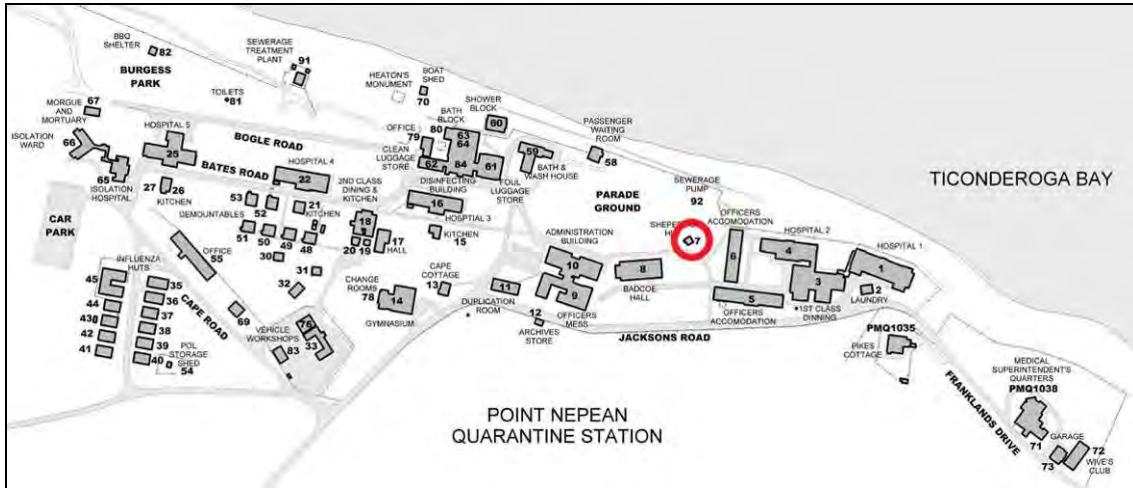 BBQ
SHELTER
82
BURGESS
PARK
SEWERAGE
TREATMENT
PLANT
91
TOILETS
81
HEATON'S
MONUMENT
BOAT
SHED
70
MORGUE
AND
MORTUARY
67
ISOLATION
WARD
66
65
ISOLATION
HOSPITAL
HOSPITAL 5
25
BOGLE ROAD
BATES ROAD
HOSPITAL 4
22
27
26
KITCHEN
OFFICE
79
80
BATH
BLOCK
63
64
SHOWER
BLOCK
60
CLEAN
LUGGAGE
STORE
62
84
61
DISINFECTING
BUILDING
FOUL
LUGGAGE
STORE
59
BATH &
WASH HOUSE
PASSENGER
WAITING
ROOM
58
PARADE
GROUND
SEWERAGE
PUMP
92
TICONDEROGA BAY
CAR
PARK
DEMOUNTABLES
53
52
51
50
49
48
21
KITCHEN
30
31
32
2ND CLASS
DINING &
KITCHEN
18
20
19
17
HALL
16
HOSPTIAL 3
KITCHEN
15
ADMINISTRATION
BUILDING
10
9
OFFICERS
MESS
8
BADCOE
HALL
7
OFFICERS
ACCOMODATION
6
HOSPITAL 2
4
HOSPITAL 1
1
2
LAUNDRY
3
1ST CLASS
DINNING
5
OFFICERS
ACCOMODATION
INFLUENZA
HUTS
45
44
43
42
41
35
36
37
38
39
40
OFFICE
55
CAPE ROAD
69
POL
STORAGE
SHED
54
VEHICLE
WORKSHOPS
83
76
33
CHANGE
ROOMS
78
14
GYMNASIUM
CAPE
COTTAGE
13
11
DUPLICATION
ROOM
12
ARCHIVES
STORE
JACKSONS ROAD
PMQ1035
PIKES
COTTAGE
FRANKLANDS DRIVE
MEDICAL
SUPERINTENDENT'S
QUARTERS
PMQ1038
71
GARAGE
73
72
WIVE'S
CLUB
POINT NEPEAN
QUARANTINE STATION